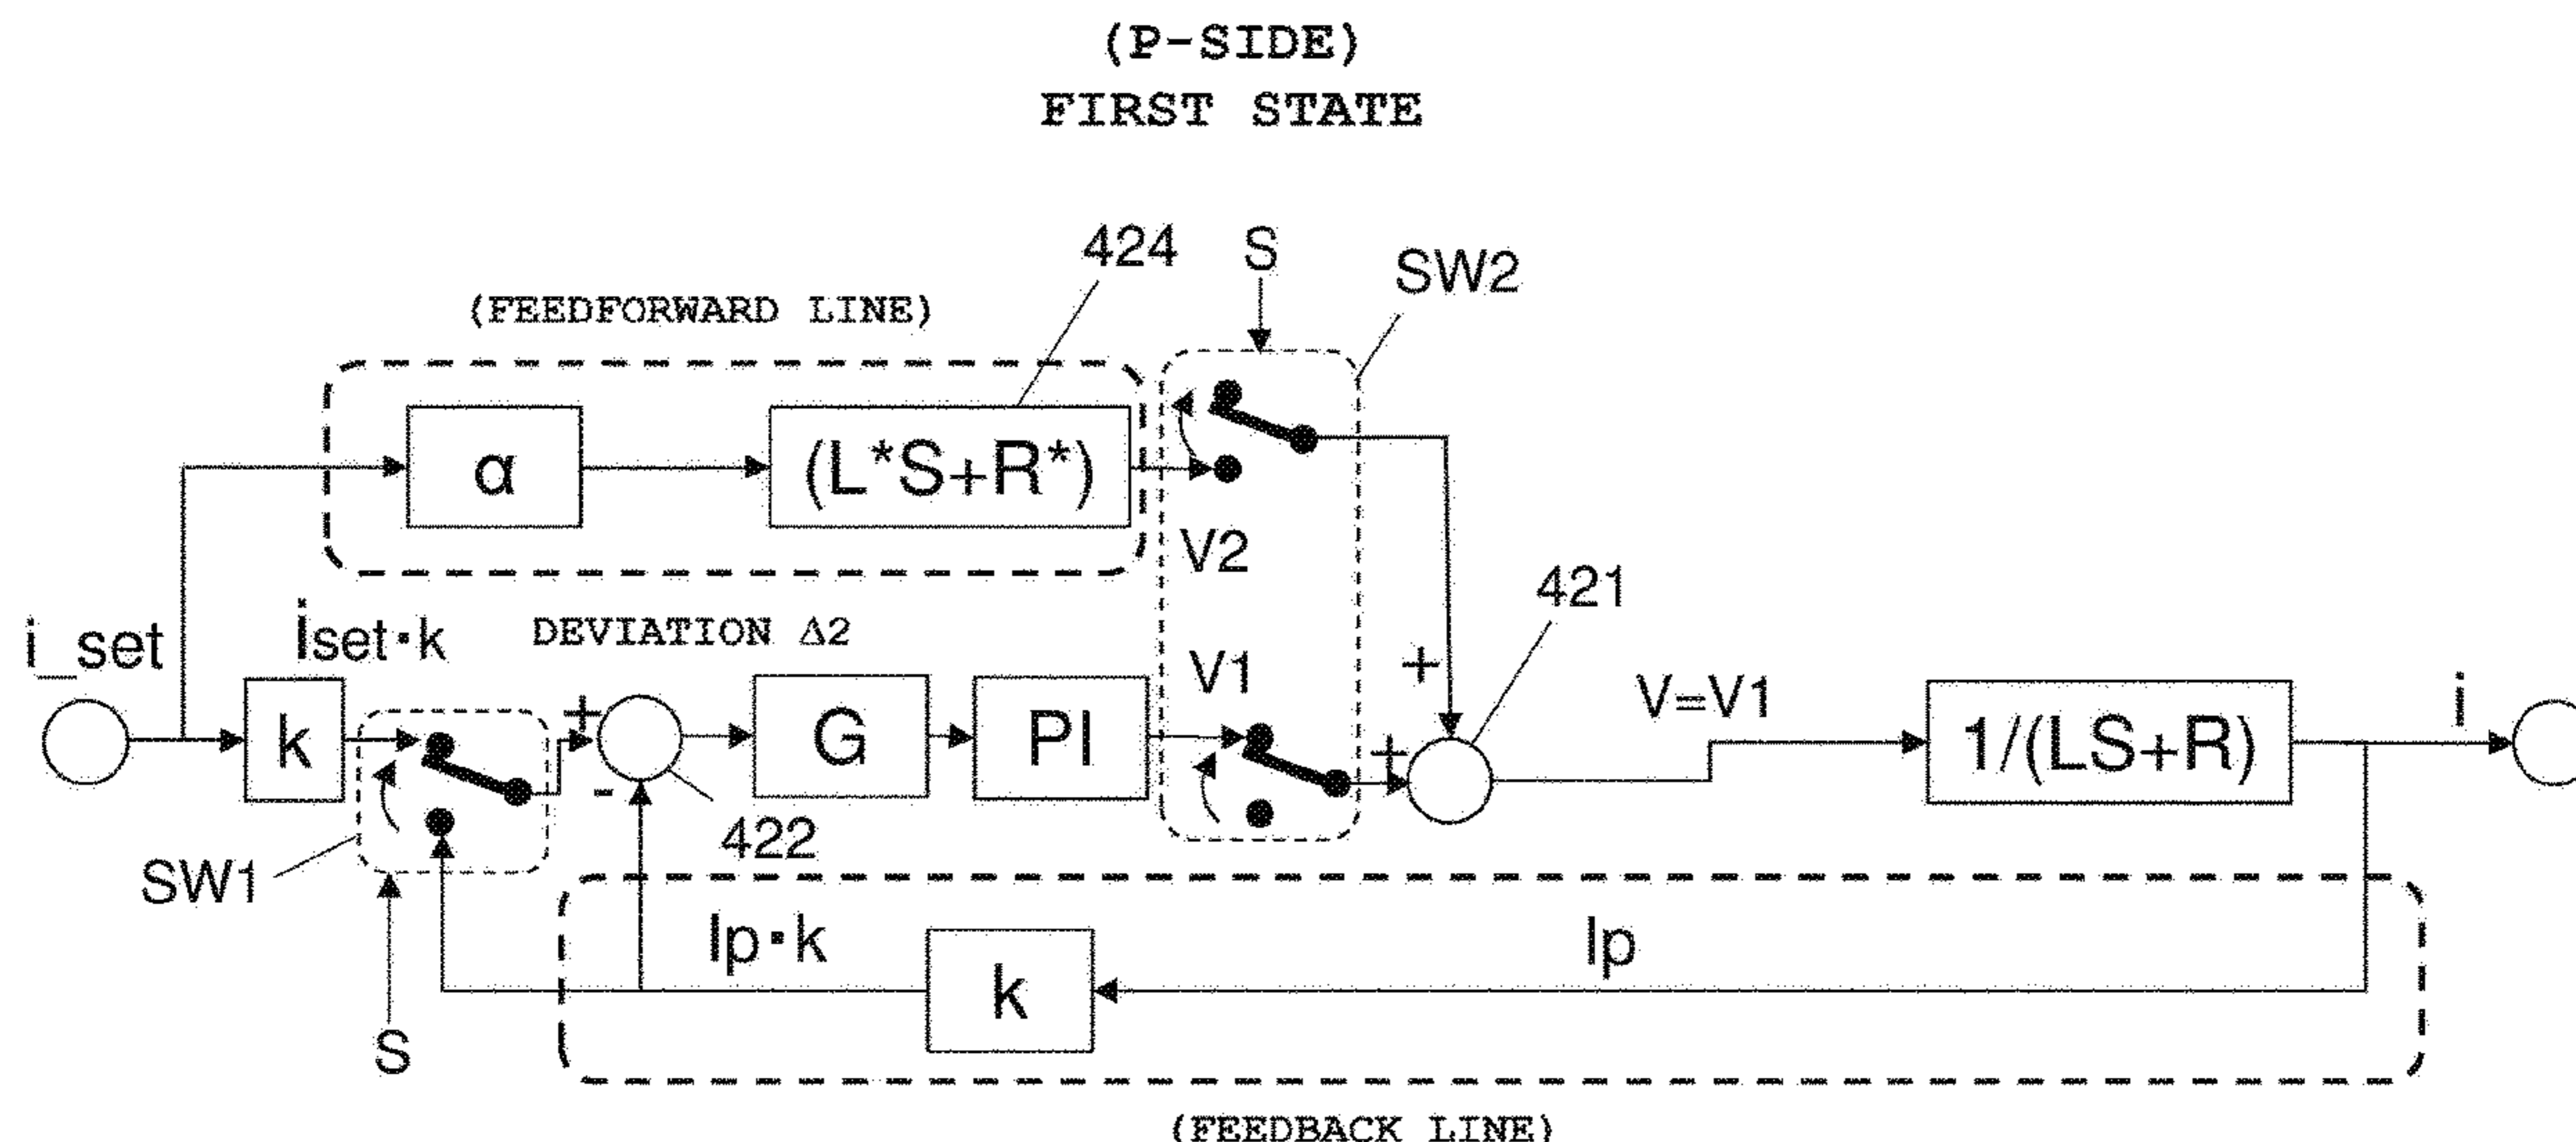 (P-SIDE)
FIRST STATE
424
S
SW2
(FEEDFORWARD LINE)
α
(L*S+R*)
V2
421
i_set
iset·k
DEVIATION Δ2
V1
+
V=V1
i
k
+
-
G
PI
+
1/(LS+R)
422
SW1
Ip·k
Ip
k
S
(FEEDBACK LINE)